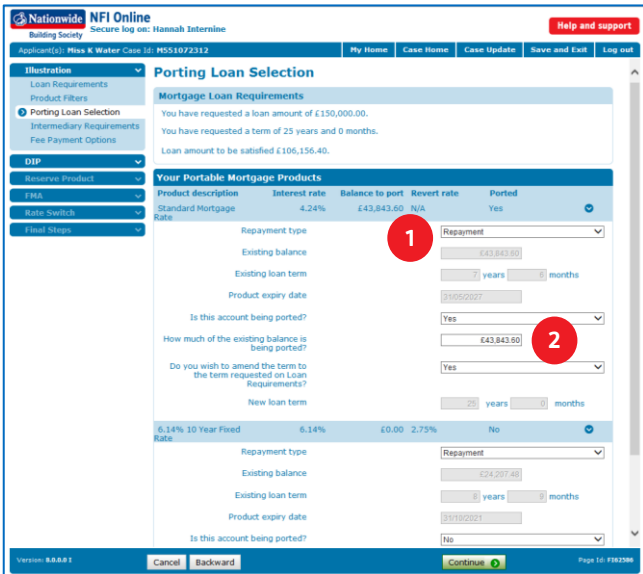 Nationwide
Building Society
NFI Online
Secure log on: Hannah Internine
Help and support
Applicant(s): Miss K Water Case Id: M551072312
My Home
Case Home
Case Update
Save and Exit
Log out
Illustration
Loan Requirements
Product Filters
Porting Loan Selection
Intermediary Requirements
Fee Payment Options
DIP
Reserve Product
FMA
Rate Switch
Final Steps
Porting Loan Selection
Mortgage Loan Requirements
You have requested a loan amount of £150,000.00.
You have requested a term of 25 years and 0 months.
Loan amount to be satisfied £106,156.40.
Your Portable Mortgage Products
Product description Interest rate Balance to port Revert rate Ported
Standard Mortgage Rate 4.24% £43,843.60 N/A Yes
1
Repayment type Repayment
Existing balance £43,843.60
Existing loan term 7 years 6 months
Product expiry date 31/05/2027
Is this account being ported? Yes
2
How much of the existing balance is
being ported? £43,843.60
Do you wish to amend the term to
the term requested on Loan
Requirements? Yes
New loan term 25 years 0 months
6.14% 10 Year Fixed Rate 6.14% £0.00 2.75% No
Repayment type Repayment
Existing balance £24,207.48
Existing loan term 8 years 9 months
Product expiry date 31/10/2021
Is this account being ported? No
Version: 8.0.0.0 I
Cancel
Backward
Continue
Page Id: FI62586